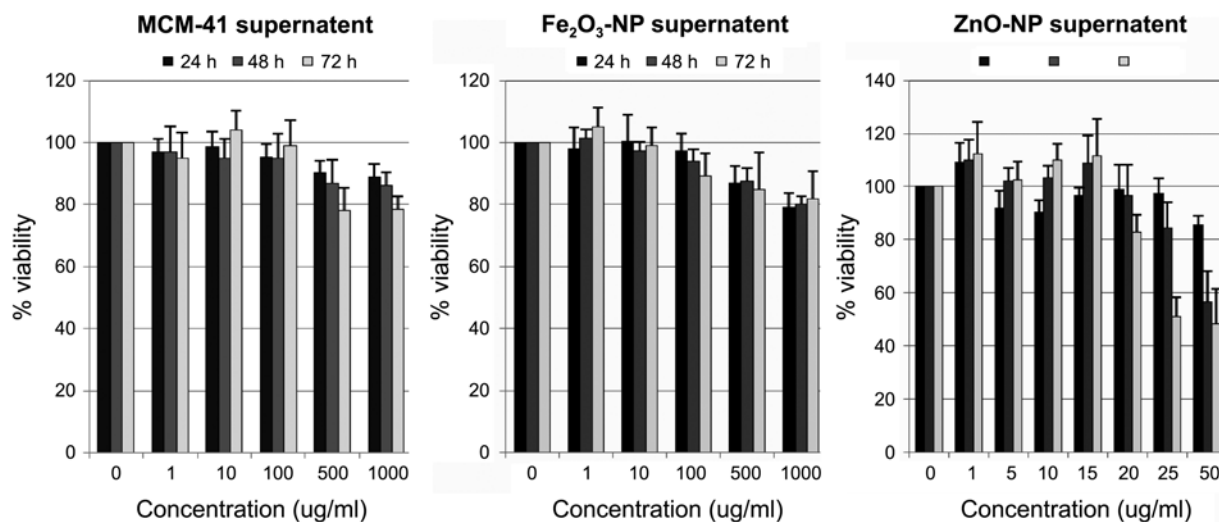 MCM-41 supernatent
24 h 48 h 72 h
% viability
120
100
80
60
40
20
0
0 1 10 100 500 1000
Concentration (ug/ml)
Fe₂O₃-NP supernatent
24 h 48 h 72 h
% viability
120
100
80
60
40
20
0
0 1 10 100 500 1000
Concentration (ug/ml)
ZnO-NP supernatent
% viability
140
120
100
80
60
40
20
0
0 1 5 10 15 20 25 50
Concentration (ug/ml)